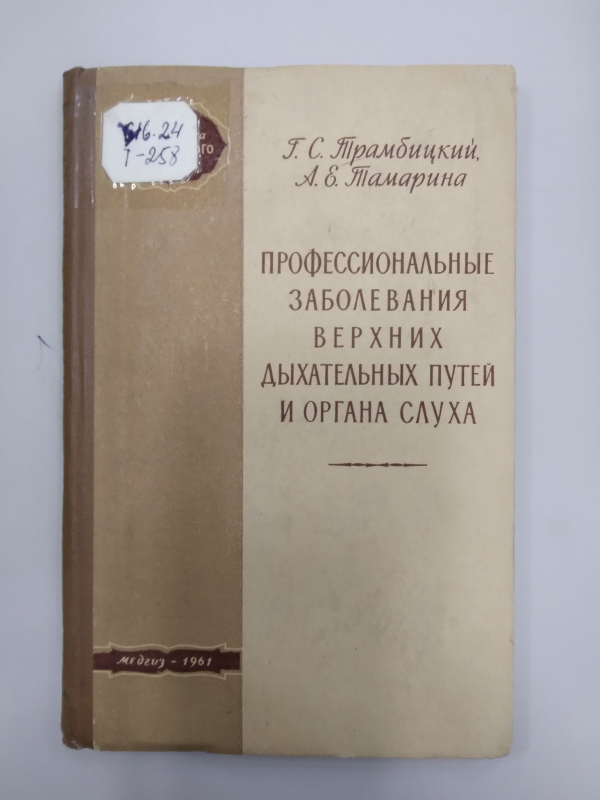 616.24
Т-258
Г. С. Трамбицкий,
А. Е. Тамарина
ПРОФЕССИОНАЛЬНЫЕ
ЗАБОЛЕВАНИЯ
ВЕРХНИХ
ДЫХАТЕЛЬНЫХ ПУТЕЙ
И ОРГАНА СЛУХА
МЕДГИЗ - 1961